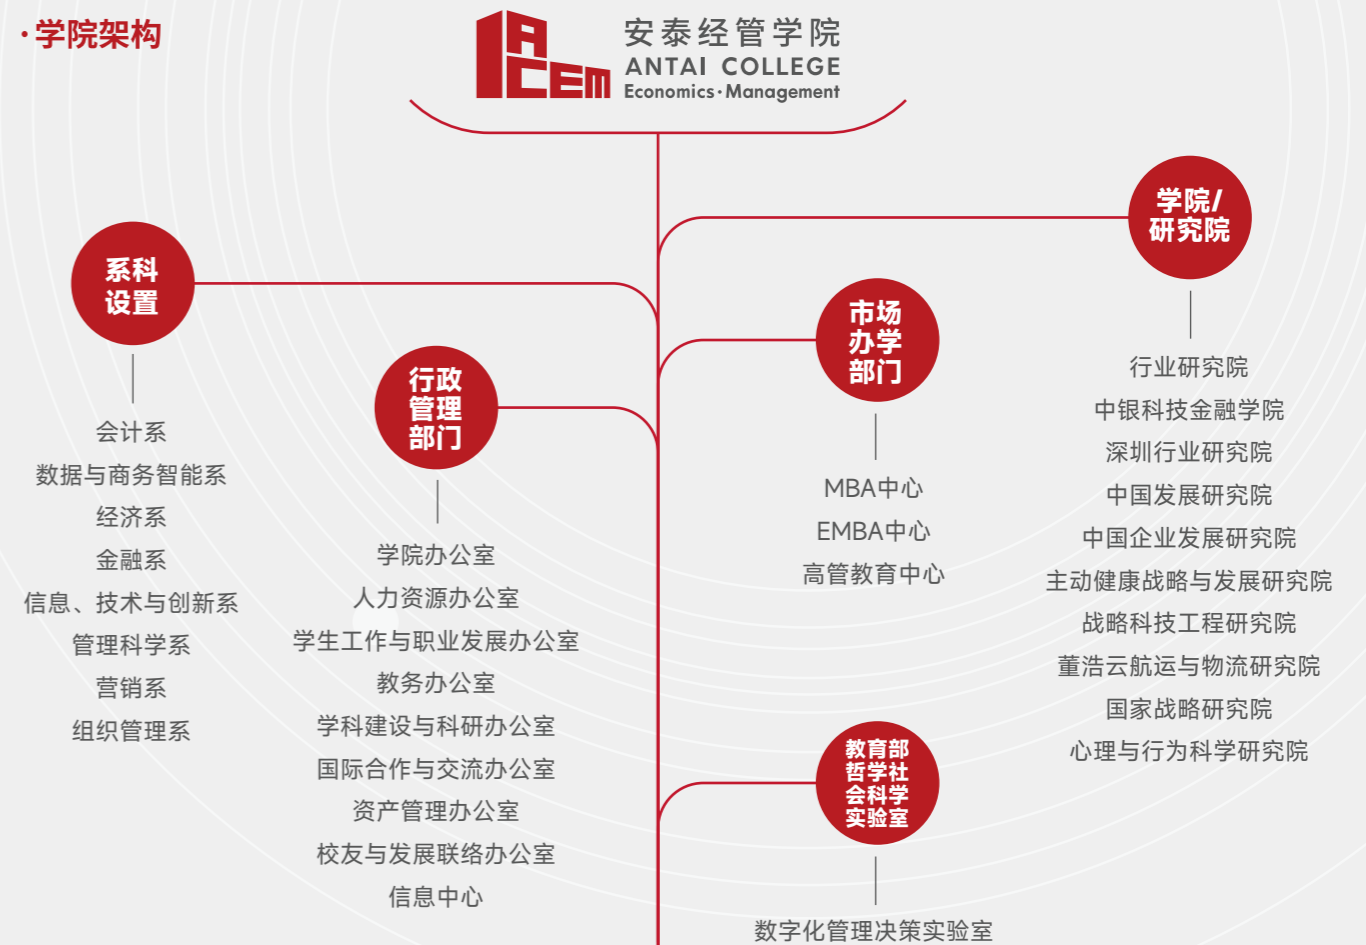 ·学院架构
ACEM
安泰经管学院
ANTAI COLLEGE
Economics·Management
系科
设置
会计系
数据与商务智能系
经济系
金融系
信息、技术与创新系
管理科学系
营销系
组织管理系
行政
管理
部门
学院办公室
人力资源办公室
学生工作与职业发展办公室
教务办公室
学科建设与科研办公室
国际合作与交流办公室
资产管理办公室
校友与发展联络办公室
信息中心
市场
办学
部门
MBA中心
EMBA中心
高管教育中心
教育部
哲学社
会科学
实验室
数字化管理决策实验室
学院/
研究院
行业研究院
中银科技金融学院
深圳行业研究院
中国发展研究院
中国企业发展研究院
主动健康战略与发展研究院
战略科技工程研究院
董浩云航运与物流研究院
国家战略研究院
心理与行为科学研究院